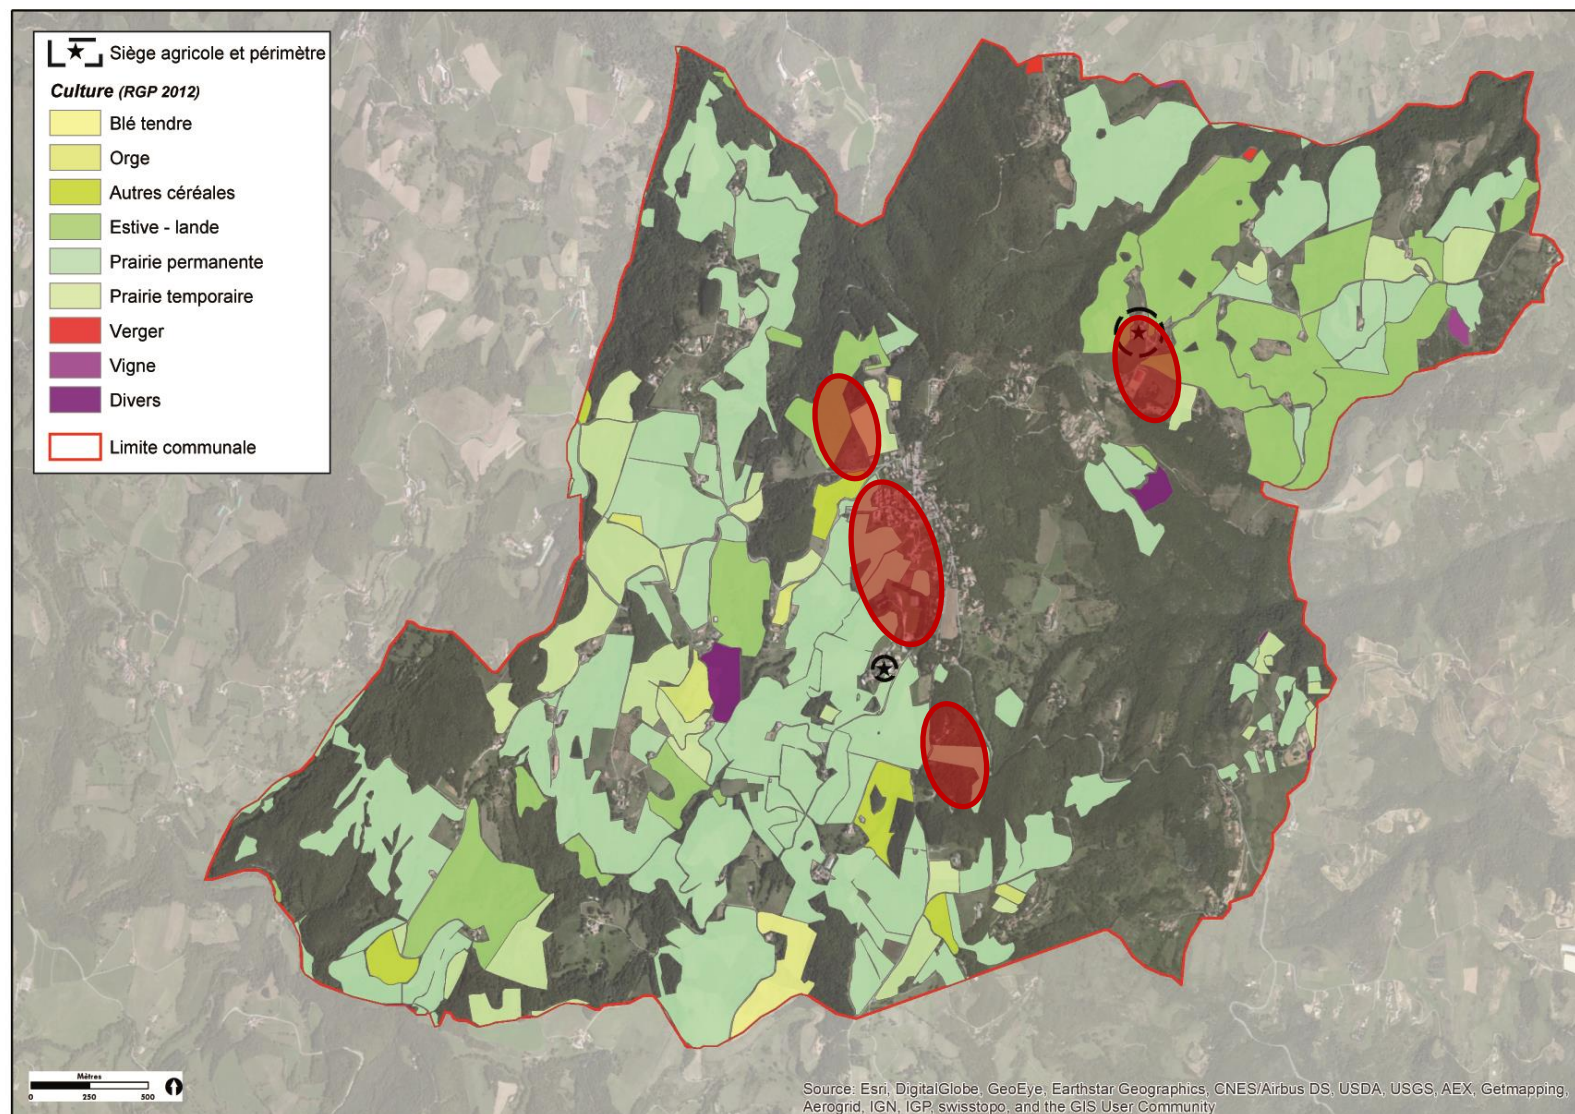 Siège agricole et périmètre
Culture (RGP 2012)
Blé tendre
Orge
Autres céréales
Estive - lande
Prairie permanente
Prairie temporaire
Verger
Vigne
Divers
Limite communale
Mètres
0 250 500
Source: Esri, DigitalGlobe, GeoEye, Earthstar Geographics, CNES/Airbus DS, USDA, USGS, AEX, Getmapping,
Aerogrid, IGN, IGP, swisstopo, and the GIS User Community